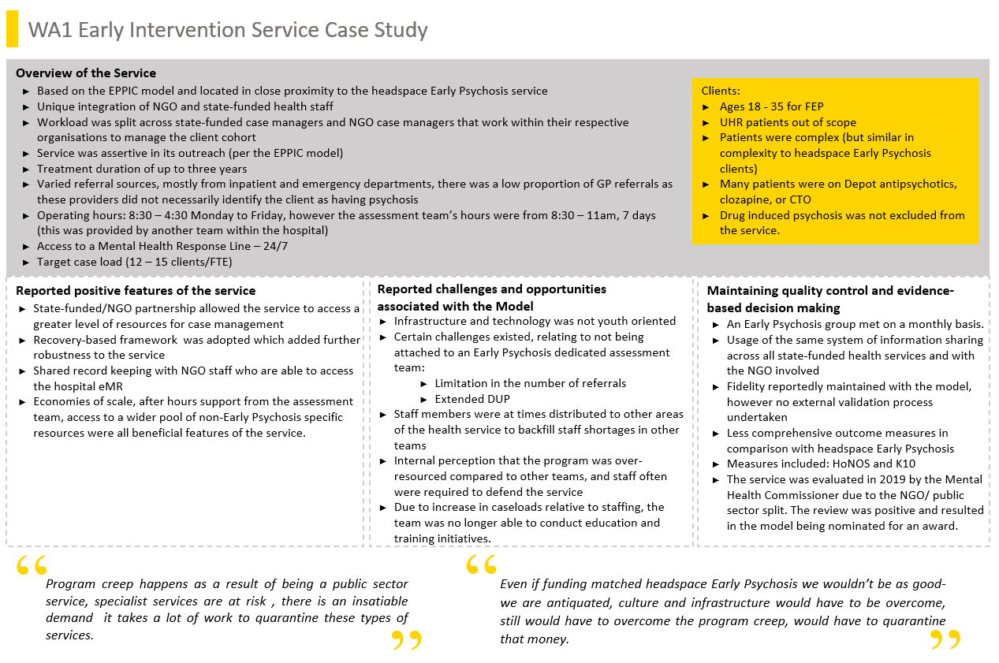 WA1 Early Intervention Service Case Study
Overview of the Service
► Based on the EPPIC model and located in close proximity to the headspace Early Psychosis service
► Unique integration of NGO and state-funded health staff
► Workload was split across state-funded case managers and NGO case managers that work within their respective
organisations to manage the client cohort
► Service was assertive in its outreach (per the EPPIC model)
► Treatment duration of up to three years
► Varied referral sources, mostly from inpatient and emergency departments, there was a low proportion of GP referrals as
these providers did not necessarily identify the client as having psychosis
► Operating hours: 8:30 – 4:30 Monday to Friday, however the assessment team's hours were from 8:30 – 11am, 7 days
(this was provided by another team within the hospital)
► Access to a Mental Health Response Line – 24/7
► Target case load (12 – 15 clients/FTE)
Clients:
► Ages 18 - 35 for FEP
► UHR patients out of scope
► Patients were complex (but similar in
complexity to headspace Early Psychosis
clients)
► Many patients were on Depot antipsychotics,
clozapine, or CTO
► Drug induced psychosis was not excluded from
the service.
Reported positive features of the service
► State-funded/NGO partnership allowed the service to access a
greater level of resources for case management
► Recovery-based framework  was adopted which added further
robustness to the service
► Shared record keeping with NGO staff who are able to access
the hospital eMR
► Economies of scale, after hours support from the assessment
team, access to a wider pool of non-Early Psychosis specific
resources were all beneficial features of the service.
Reported challenges and opportunities
associated with the Model
► Infrastructure and technology was not youth oriented
► Certain challenges existed, relating to not being
attached to an Early Psychosis dedicated assessment
team:
► Limitation in the number of referrals
► Extended DUP
► Staff members were at times distributed to other areas
of the health service to backfill staff shortages in other
teams
► Internal perception that the program was over-
resourced compared to other teams, and staff often
were required to defend the service
► Due to increase in caseloads relative to staffing, the
team was no longer able to conduct education and
training initiatives.
Maintaining quality control and evidence-
based decision making
► An Early Psychosis group met on a monthly basis.
► Usage of the same system of information sharing
across all state-funded health services and with
the NGO involved
► Fidelity reportedly maintained with the model,
however no external validation process
undertaken
► Less comprehensive outcome measures in
comparison with headspace Early Psychosis
► Measures included: HoNOS and K10
► The service was evaluated in 2019 by the Mental
Health Commissioner due to the NGO/ public
sector split. The review was positive and resulted
in the model being nominated for an award.
“Program creep happens as a result of being a public sector
service, specialist services are at risk , there is an insatiable
demand  it takes a lot of work to quarantine these types of
services.”
“Even if funding matched headspace Early Psychosis we wouldn't be as good-
we are antiquated, culture and infrastructure would have to be overcome,
still would have to overcome the program creep, would have to quarantine
that money.”